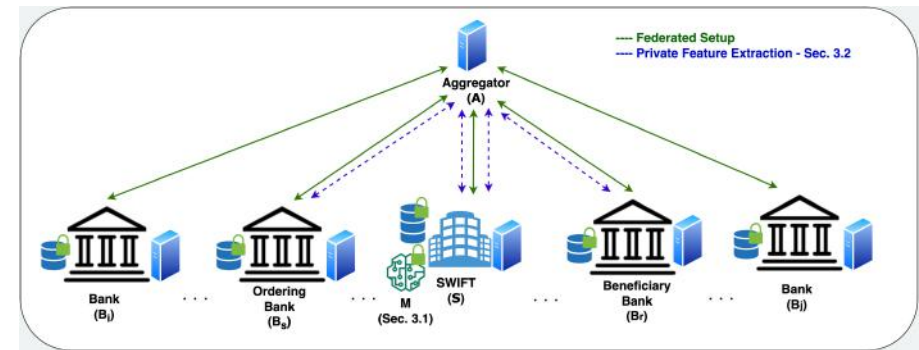 ---- Federated Setup
---- Private Feature Extraction - Sec. 3.2
Aggregator
(A)
Bank
(Bi)
. . .
Ordering
Bank
(Bs)
. . .
M
(Sec. 3.1)
SWIFT
(S)
. . .
Beneficiary
Bank
(Br)
. . .
Bank
(Bj)